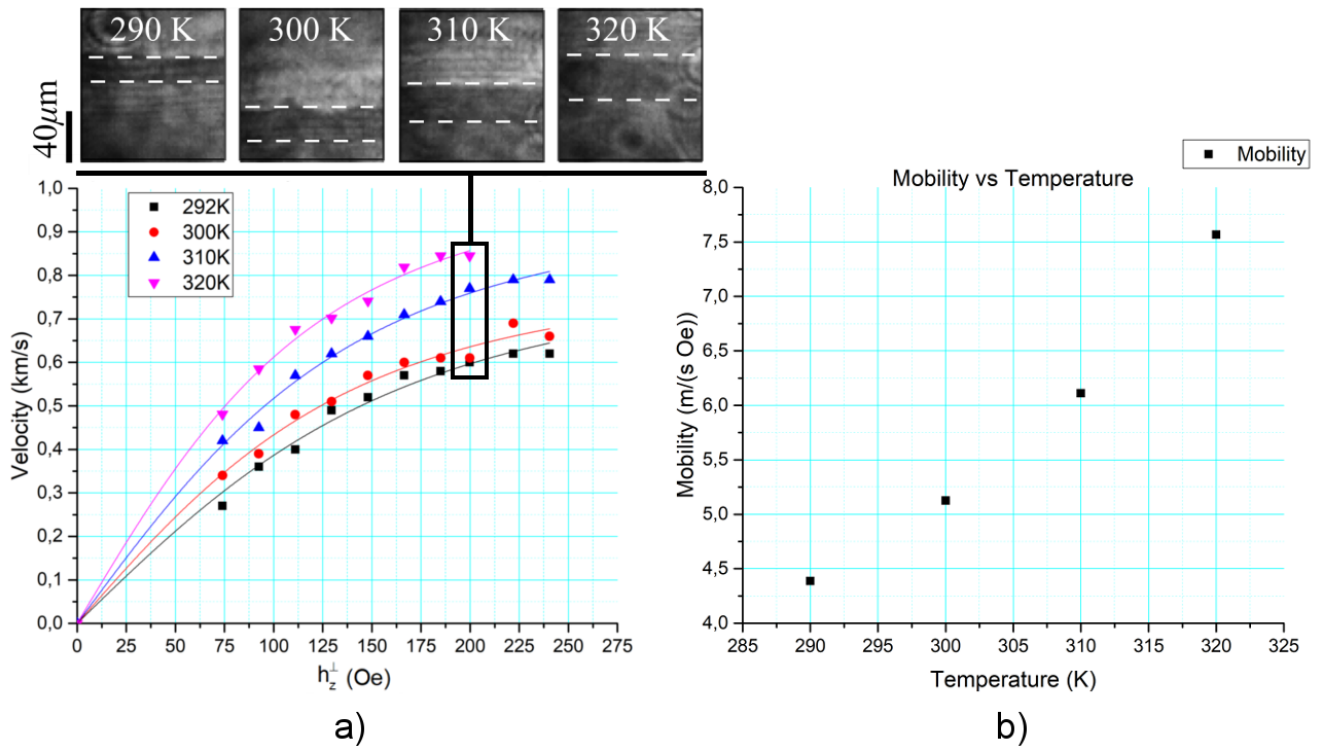 290 K 300 K 310 K 320 K
40μm
1,0
0,9
0,8
0,7
0,6
0,5
0,4
0,3
0,2
0,1
0,0
Velocity (km/s)
292K
300K
310K
320K
0 25 50 75 100 125 150 175 200 225 250 275
h_z^⊥ (Oe)
a)
Mobility
Mobility vs Temperature
8,0
7,5
7,0
6,5
6,0
5,5
5,0
4,5
4,0
Mobility (m/(s Oe))
285 290 295 300 305 310 315 320 325
Temperature (K)
b)